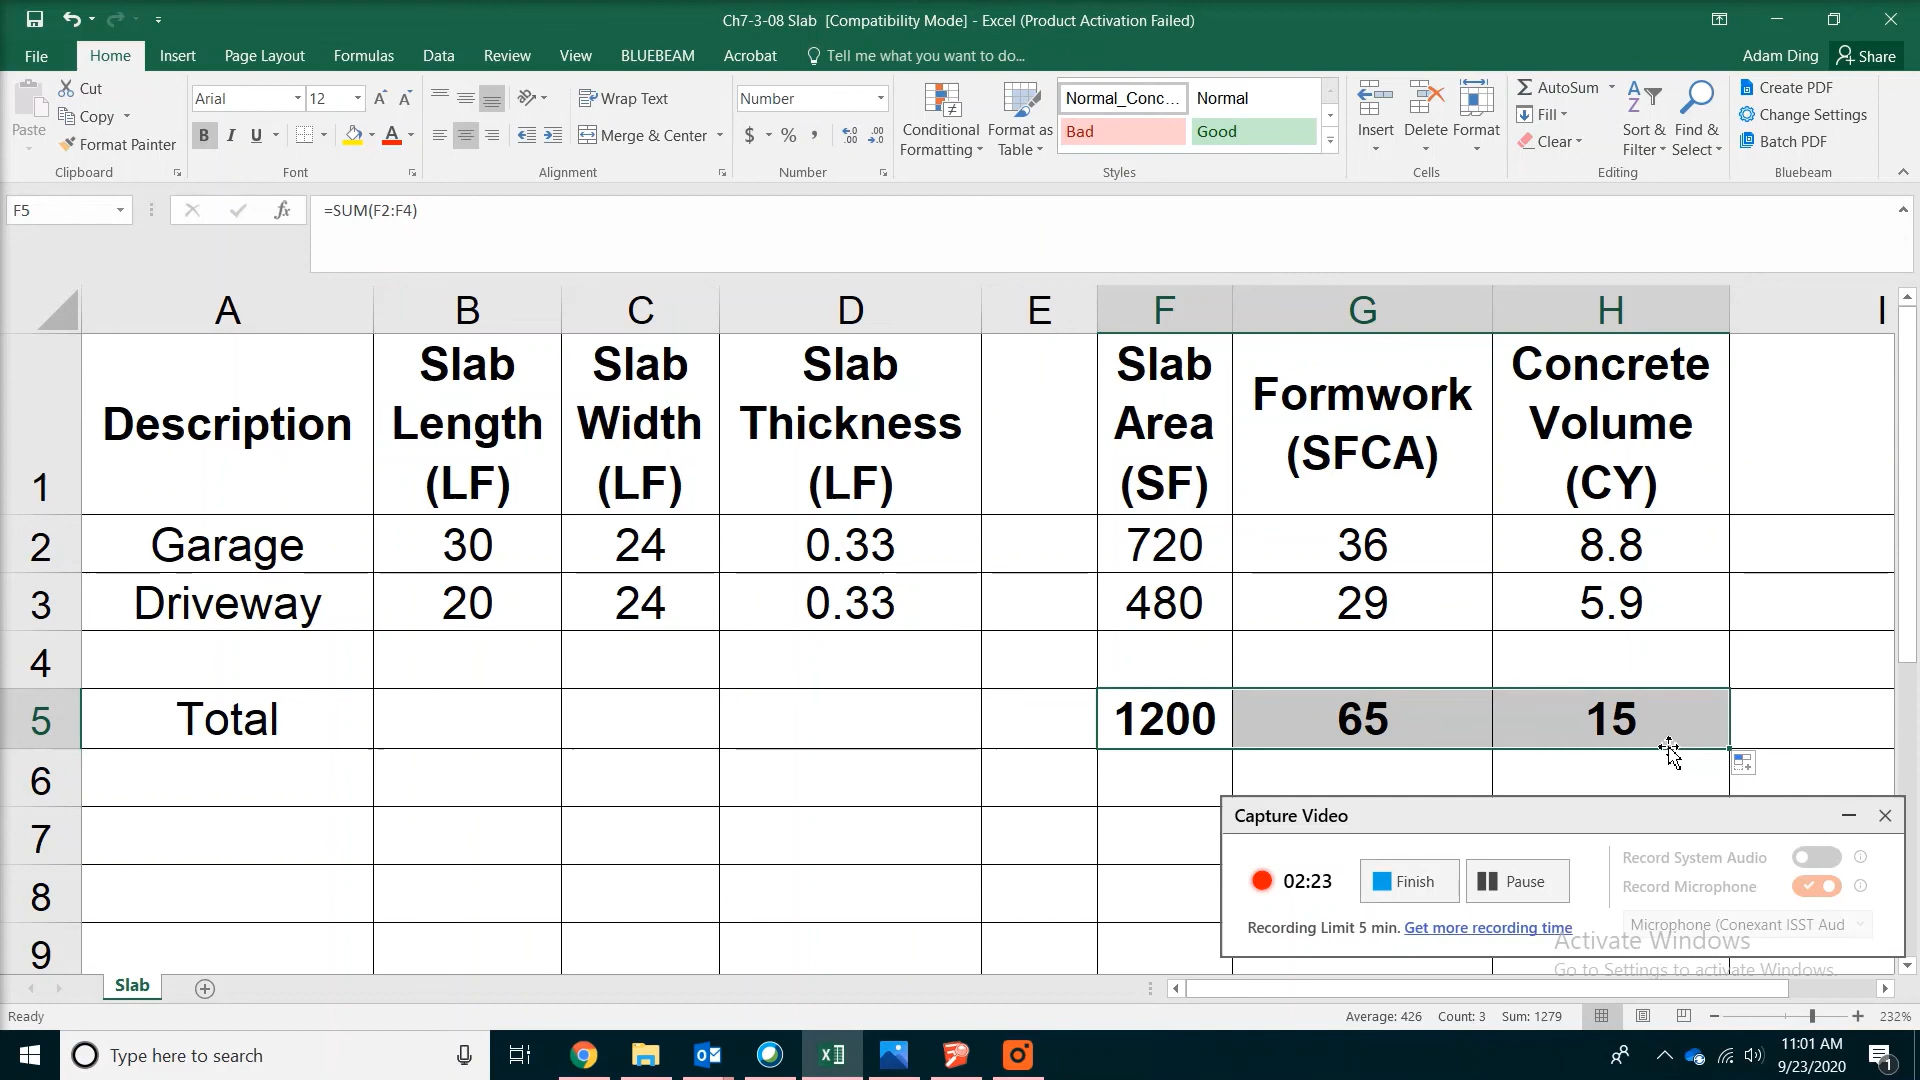 Ch7-3-08 Slab [Compatibility Mode] - Excel (Product Activation Failed)
File Home Insert Page Layout Formulas Data Review View BLUEBEAM Acrobat Tell me what you want to do... Adam Ding Share
Paste
Cut
Copy
Format Painter
Clipboard
Arial 12
B I U
Font
Wrap Text
Merge & Center
Alignment
Number
$ % ,
Number
Conditional Formatting
Format as Table
Normal_Conc... Normal
Bad Good
Styles
Insert Delete Format
Cells
AutoSum
Fill
Clear
Sort & Filter
Find & Select
Editing
Create PDF
Change Settings
Batch PDF
Bluebeam
F5 fx =SUM(F2:F4)
A B C D E F G H I
1 Description Slab Length (LF) Slab Width (LF) Slab Thickness (LF) Slab Area (SF) Formwork (SFCA) Concrete Volume (CY)
2 Garage 30 24 0.33 720 36 8.8
3 Driveway 20 24 0.33 480 29 5.9
4
5 Total 1200 65 15
6
7
8
9
Capture Video
02:23 Finish Pause
Record System Audio
Record Microphone
Microphone (Conexant ISST Aud
Recording Limit 5 min. Get more recording time
Activate Windows
Go to Settings to activate Windows.
Slab
Ready Average: 426 Count: 3 Sum: 1279 232%
Type here to search
11:01 AM
9/23/2020
1